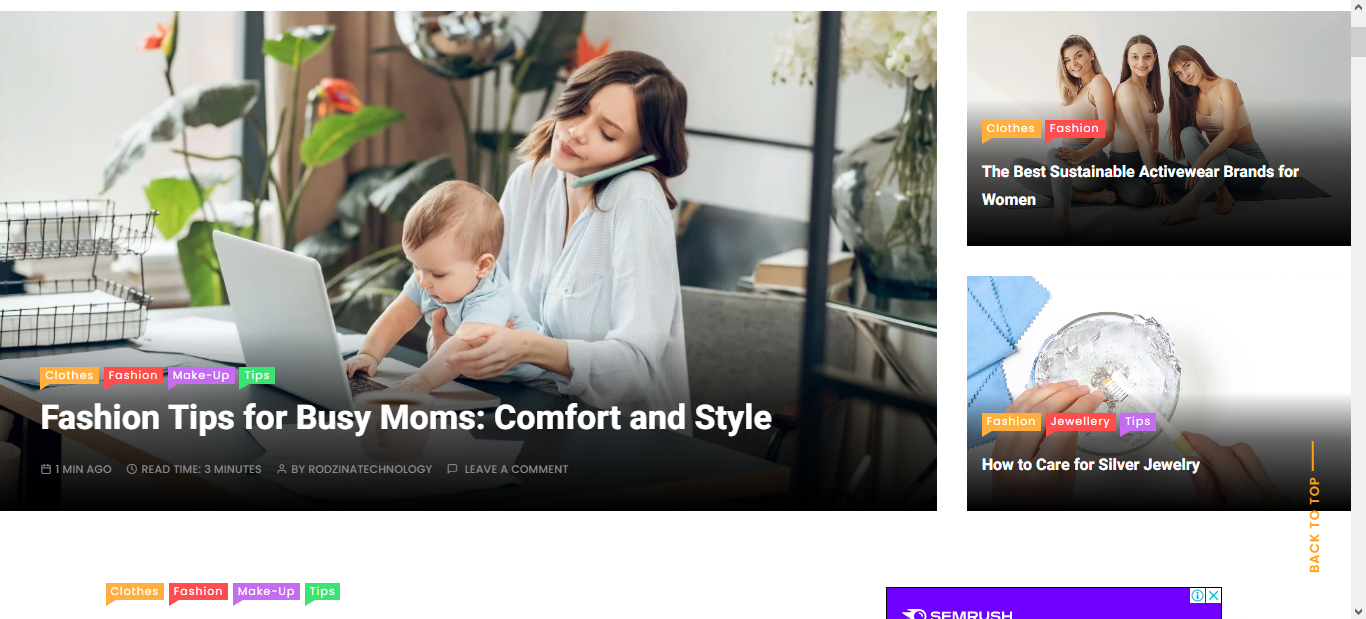 Clothes Fashion Make-Up Tips
Fashion Tips for Busy Moms: Comfort and Style
1 MIN AGO READ TIME: 3 MINUTES BY RODZINATECHNOLOGY LEAVE A COMMENT
Clothes Fashion
The Best Sustainable Activewear Brands for
Women
Fashion Jewellery Tips
How to Care for Silver Jewelry
BACK TO TOP
Clothes Fashion Make-Up Tips
SEMRUSH